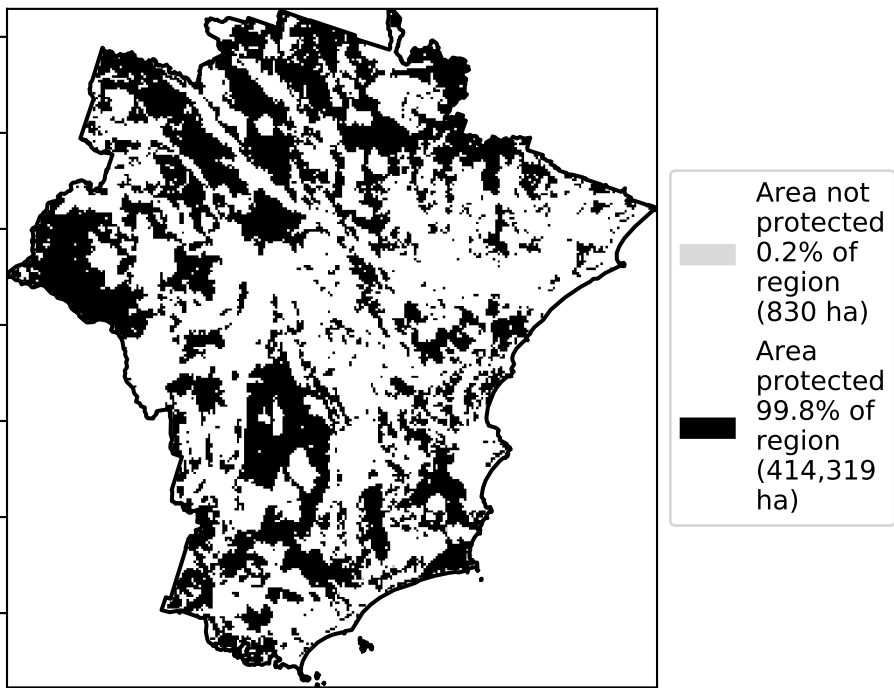 Area not
protected
0.2% of
region
(830 ha)
Area
protected
99.8% of
region
(414,319
ha)